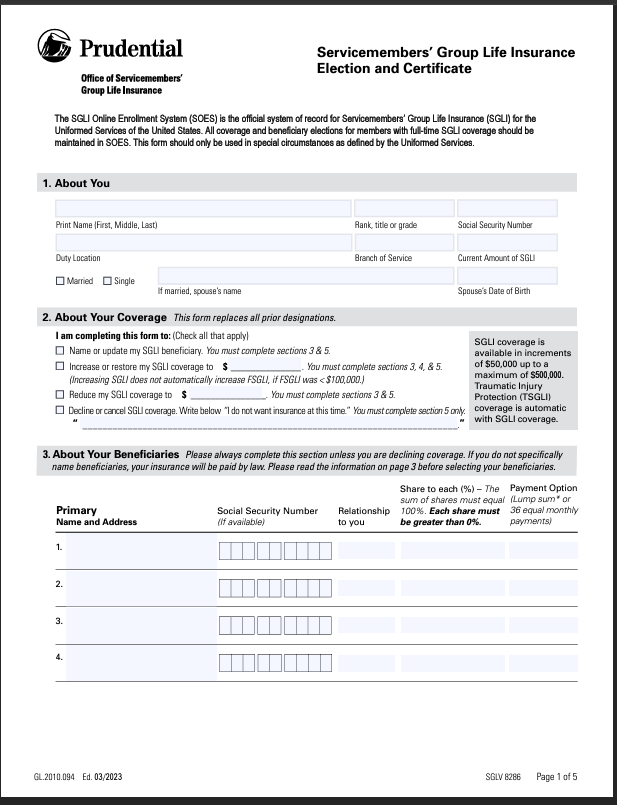 Prudential
Office of Servicemembers'
Group Life Insurance
Servicemembers' Group Life Insurance
Election and Certificate
The SGLI Online Enrollment System (SOES) is the official system of record for Servicemembers' Group Life Insurance (SGLI) for the
Uniformed Services of the United States. All coverage and beneficiary elections for members with full-time SGLI coverage should be
maintained in SOES. This form should only be used in special circumstances as defined by the Uniformed Services.
1. About You
Print Name (First, Middle, Last) Rank, title or grade Social Security Number
Duty Location Branch of Service Current Amount of SGLI
Married Single
If married, spouse's name Spouse's Date of Birth
2. About Your Coverage This form replaces all prior designations.
I am completing this form to: (Check all that apply)
Name or update my SGLI beneficiary. You must complete sections 3 & 5.
Increase or restore my SGLI coverage to $ ______________. You must complete sections 3, 4, & 5.
(Increasing SGLI does not automatically increase FSGLI, if FSGLI was < $100,000.)
Reduce my SGLI coverage to $ ______________. You must complete sections 3 & 5.
Decline or cancel SGLI coverage. Write below "I do not want insurance at this time." You must complete section 5 only.
"______________________________________________________."
SGLI coverage is
available in increments
of $50,000 up to a
maximum of $500,000.
Traumatic Injury
Protection (TSGLI)
coverage is automatic
with SGLI coverage.
3. About Your Beneficiaries Please always complete this section unless you are declining coverage. If you do not specifically
name beneficiaries, your insurance will be paid by law. Please read the information on page 3 before selecting your beneficiaries.
Primary
Name and Address
Social Security Number
(If available)
Relationship
to you
Share to each (%) – The
sum of shares must equal
100%. Each share must
be greater than 0%.
Payment Option
(Lump sum* or
36 equal monthly
payments)
1.
2.
3.
4.
GL.2010.094 Ed. 03/2023 SGLV 8286 Page 1 of 5